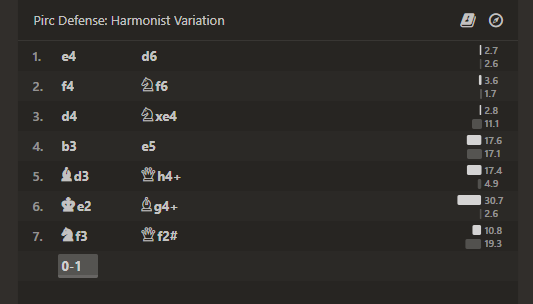 Pirc Defense: Harmonist Variation
1. e4 d6 2.7
2.6
2. f4 ♘f6 3.6
1.7
3. d4 ♘xe4 2.8
11.1
4. b3 e5 17.6
17.1
5. ♝d3 ♕h4+ 17.4
4.9
6. ♚e2 ♗g4+ 30.7
2.6
7. ♞f3 ♕f2# 10.8
19.3
0-1